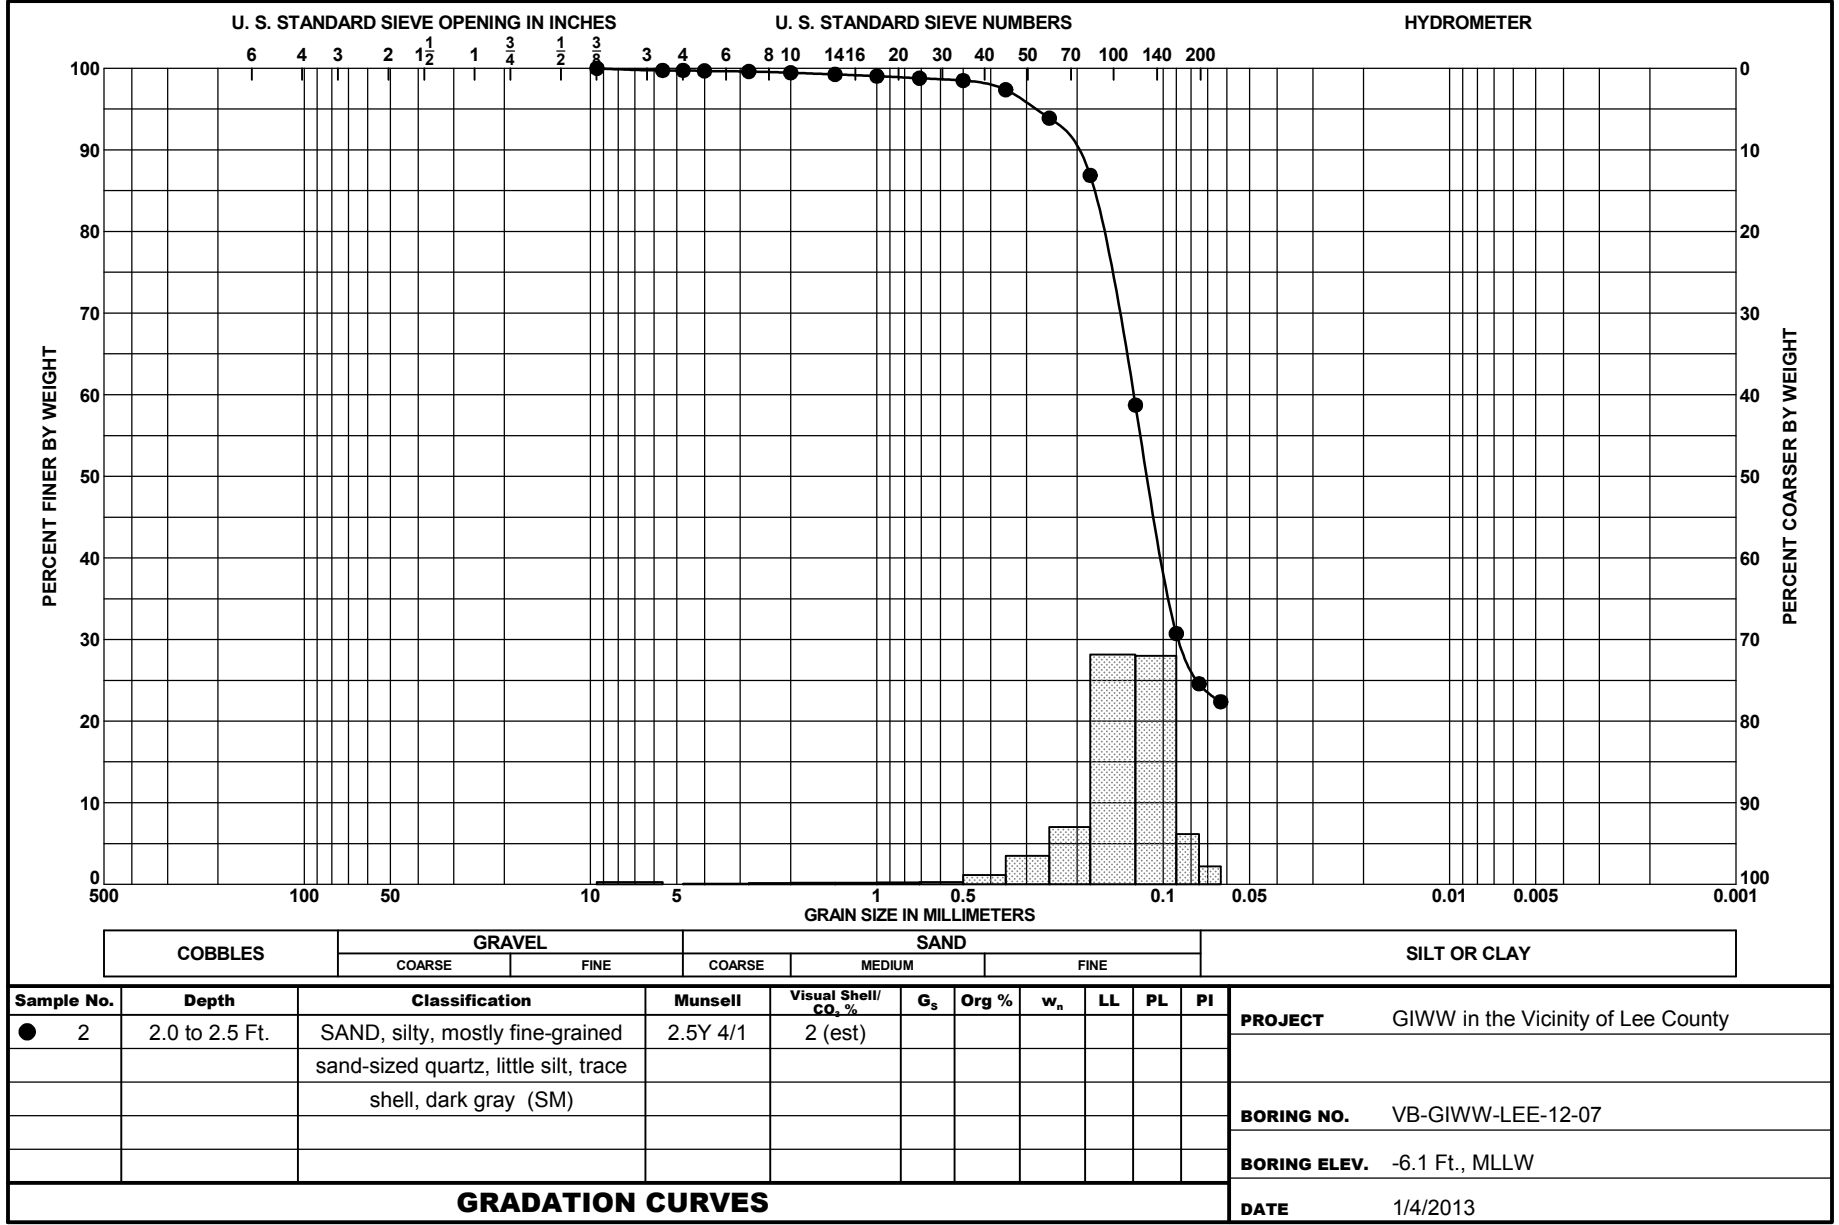 U. S. STANDARD SIEVE OPENING IN INCHES U. S. STANDARD SIEVE NUMBERS HYDROMETER
6 4 3 2 1 1/2 1 3/4 1/2 3/8 3 4 6 8 10 14 16 20 30 40 50 70 100 140 200
100 0
90 10
80 20
70 30
60 40
50 50
40 60
30 70
20 80
10 90
0 100
PERCENT FINER BY WEIGHT
PERCENT COARSER BY WEIGHT
500 100 50 10 5 1 0.5 0.1 0.05 0.01 0.005 0.001
GRAIN SIZE IN MILLIMETERS
COBBLES GRAVEL SAND SILT OR CLAY
COARSE FINE COARSE MEDIUM FINE
Sample No. Depth Classification Munsell Visual Shell/ CO₃ % Gs Org % wn LL PL PI
2 2.0 to 2.5 Ft. SAND, silty, mostly fine-grained 2.5Y 4/1 2 (est)
sand-sized quartz, little silt, trace
shell, dark gray (SM)
PROJECT GIWW in the Vicinity of Lee County
BORING NO. VB-GIWW-LEE-12-07
BORING ELEV. -6.1 Ft., MLLW
DATE 1/4/2013
GRADATION CURVES